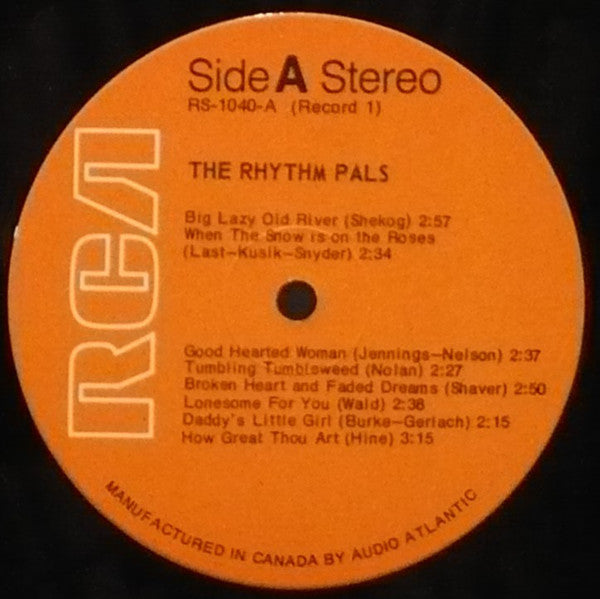 Side A Stereo
RS-1040-A (Record 1)
RCA
THE RHYTHM PALS
Big Lazy Old River (Shekog) 2:57
When The Snow is on the Roses
(Last-Kusik-Snyder) 2:34
Good Hearted Woman (Jennings-Nelson) 2:37
Tumbling Tumblsweed (Nolan) 2:27
Broken Heart and Faded Dreams (Shaver) 2:50
Lonesome For You (Wald) 2:38
Daddy's Little Girl (Burke-Gerlach) 2:15
How Great Thou Art (Hine) 3:15
MANUFACTURED IN CANADA BY AUDIO ATLANTIC